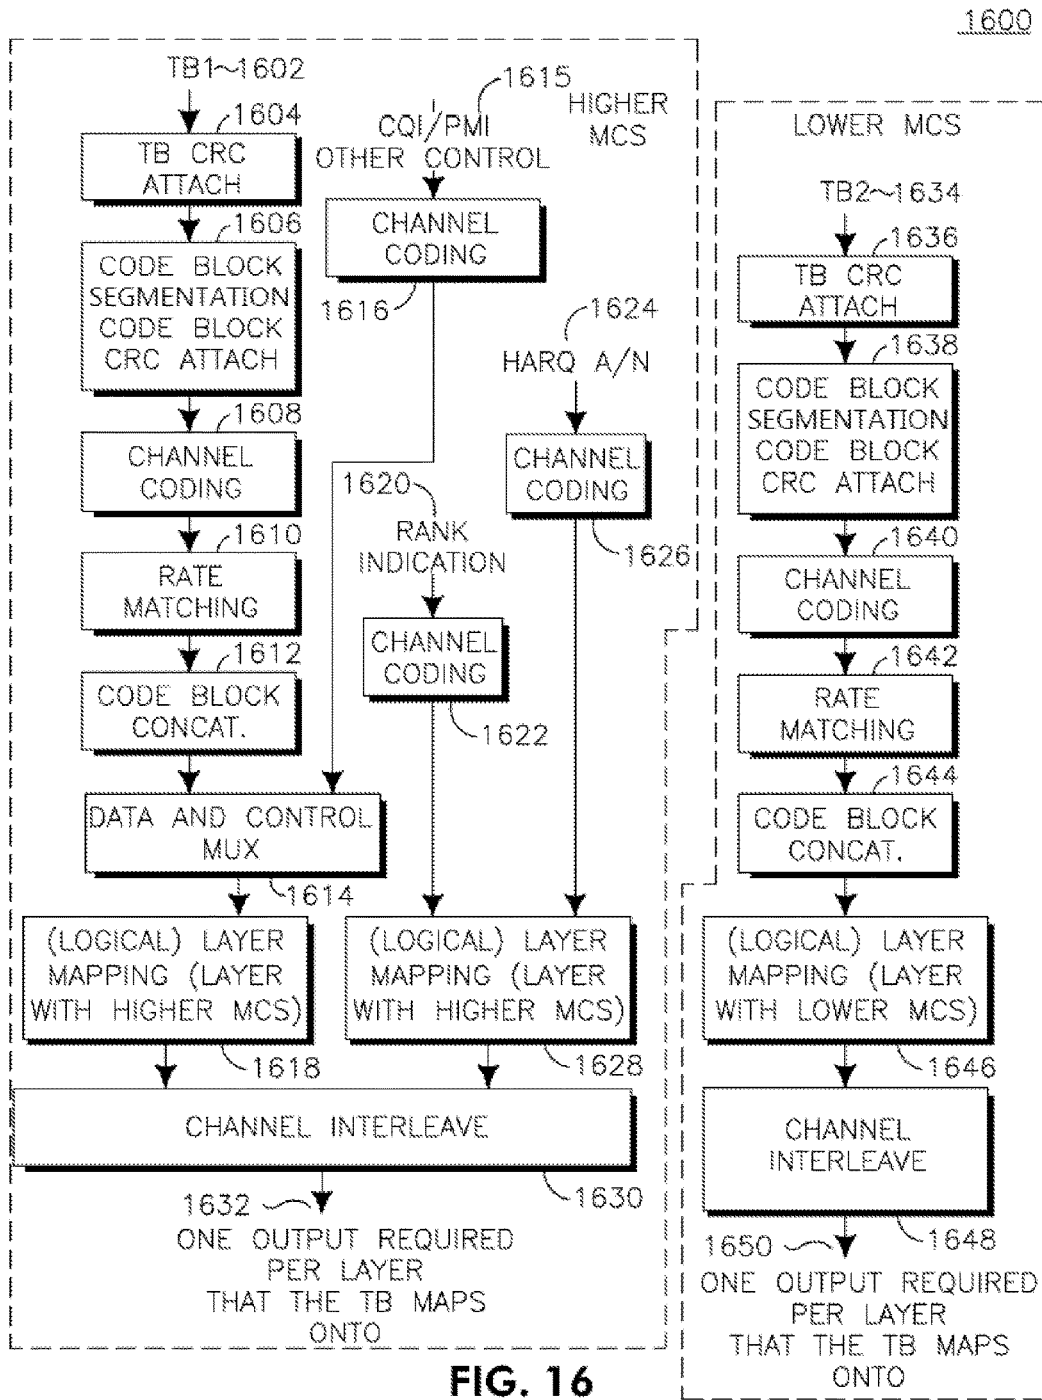 1600
TB1~1602
1604
TB CRC
ATTACH
1606
CODE BLOCK
SEGMENTATION
CODE BLOCK
CRC ATTACH
1608
CHANNEL
CODING
1610
RATE
MATCHING
1612
CODE BLOCK
CONCAT.
DATA AND CONTROL
MUX
1614
(LOGICAL) LAYER
MAPPING (LAYER
WITH HIGHER MCS)
1618
1615
CQI/PMI
OTHER CONTROL
HIGHER
MCS
CHANNEL
CODING
1616
1620
RANK
INDICATION
CHANNEL
CODING
1622
1624
HARQ A/N
CHANNEL
CODING
1626
(LOGICAL) LAYER
MAPPING (LAYER
WITH HIGHER MCS)
1628
CHANNEL INTERLEAVE
1630
1632
ONE OUTPUT REQUIRED
PER LAYER
THAT THE TB MAPS
ONTO
LOWER MCS
TB2~1634
1636
TB CRC
ATTACH
1638
CODE BLOCK
SEGMENTATION
CODE BLOCK
CRC ATTACH
1640
CHANNEL
CODING
1642
RATE
MATCHING
1644
CODE BLOCK
CONCAT.
(LOGICAL) LAYER
MAPPING (LAYER
WITH LOWER MCS)
1646
CHANNEL
INTERLEAVE
1648
1650
ONE OUTPUT REQUIRED
PER LAYER
THAT THE TB MAPS
ONTO
FIG. 16